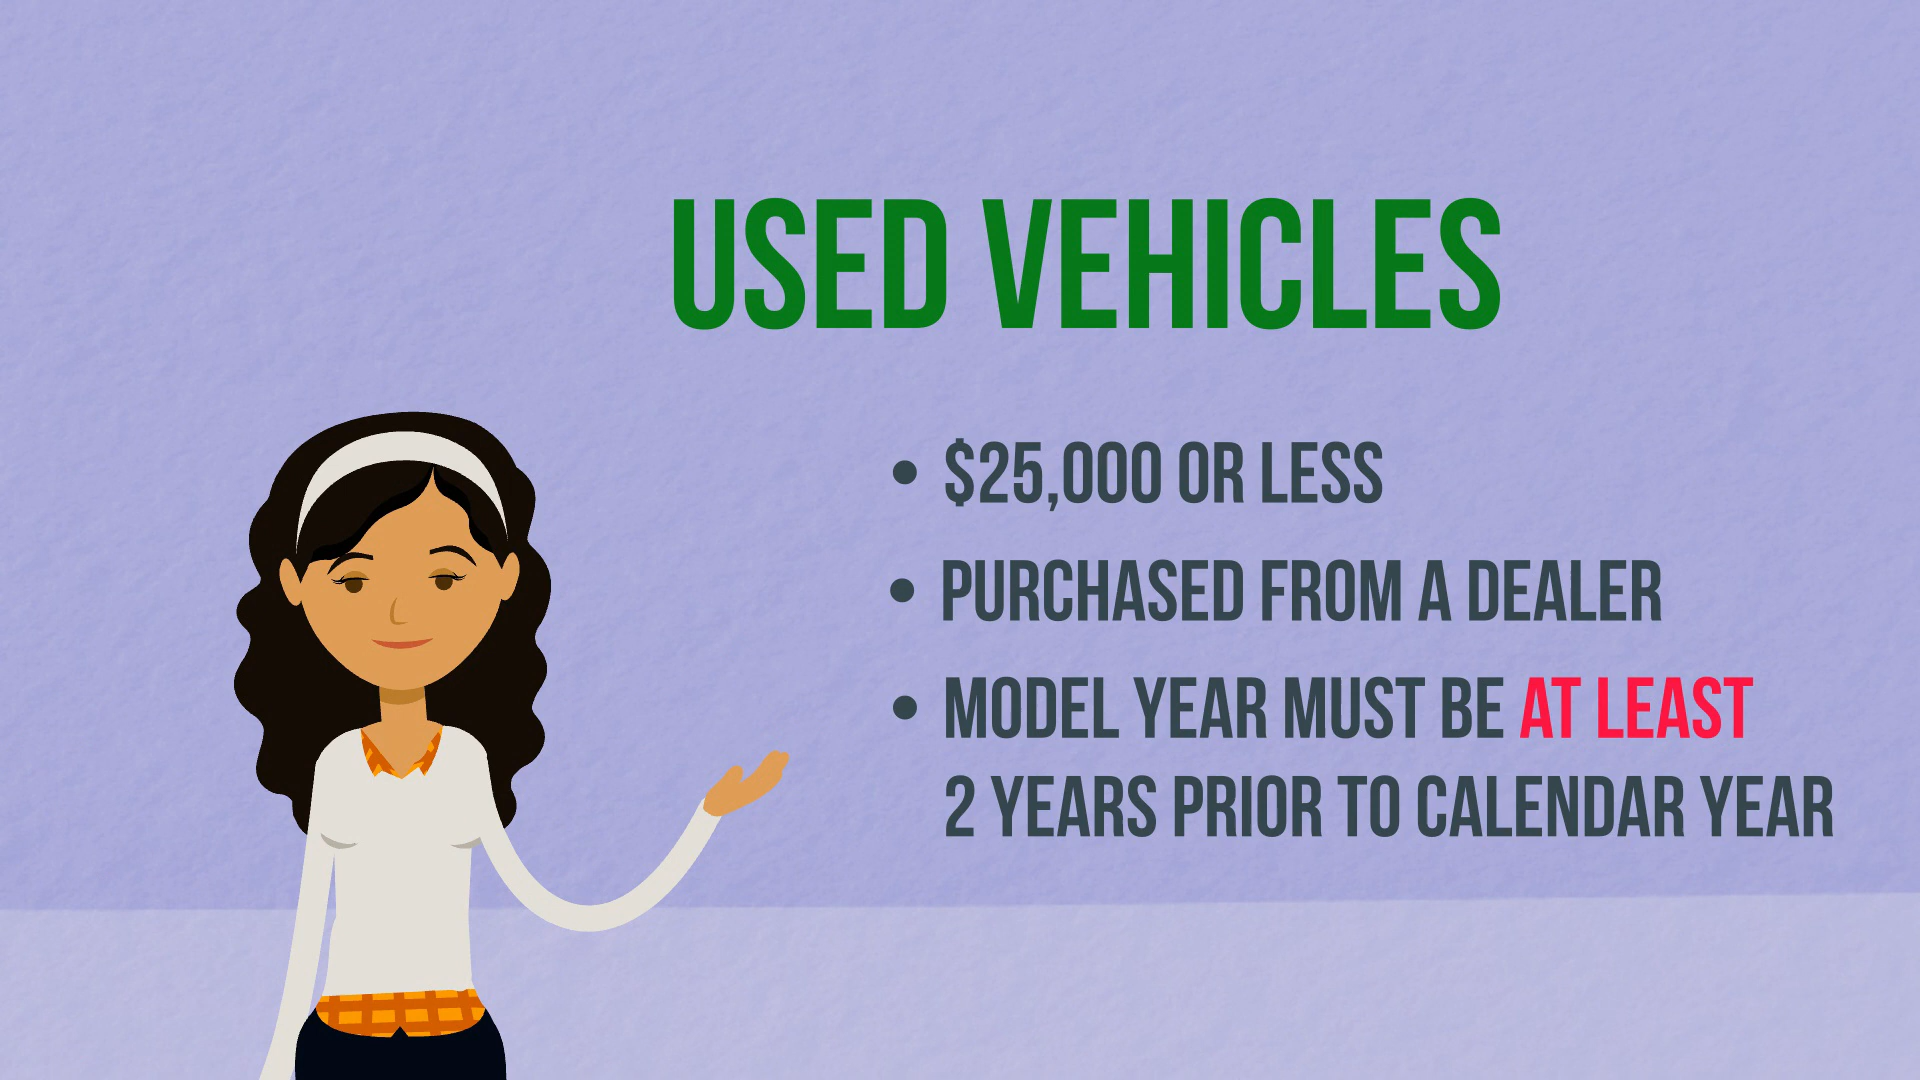 USED VEHICLES
• $25,000 OR LESS
• PURCHASED FROM A DEALER
• MODEL YEAR MUST BE AT LEAST
2 YEARS PRIOR TO CALENDAR YEAR